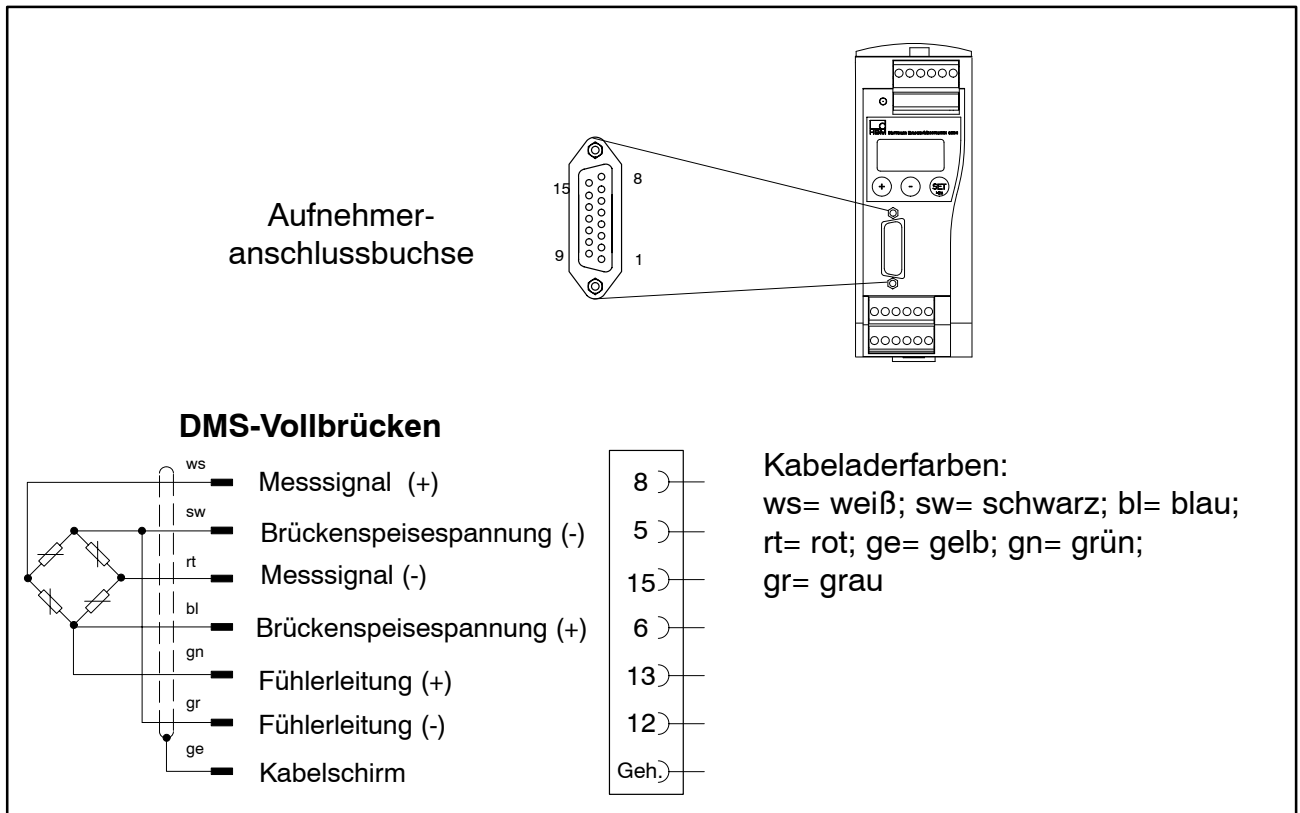 15
8
9
1
Aufnehmer-
anschlussbuchse
HBM
+
-
SET
DMS-Vollbrücken
ws
Messsignal (+)
8
sw
Brückenspeisespannung (-)
5
rt
Messsignal (-)
15
bl
Brückenspeisespannung (+)
6
gn
Fühlerleitung (+)
13
gr
Fühlerleitung (-)
12
ge
Kabelschirm
Geh.
Kabeladerfarben:
ws= weiß; sw= schwarz; bl= blau;
rt= rot; ge= gelb; gn= grün;
gr= grau